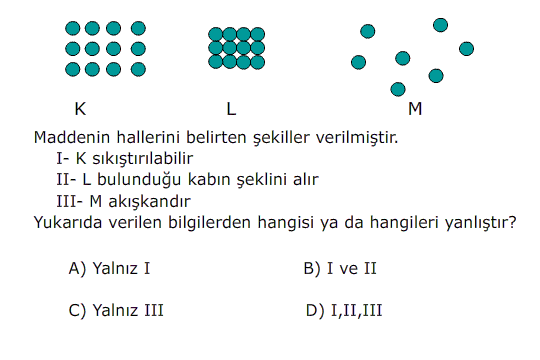 K L M
Maddenin hallerini belirten şekiller verilmiştir.
I- K sıkıştırılabilir
II- L bulunduğu kabın şeklini alır
III- M akışkandır
Yukarıda verilen bilgilerden hangisi ya da hangileri yanlıştır?
A) Yalnız I B) I ve II
C) Yalnız III D) I,II,III